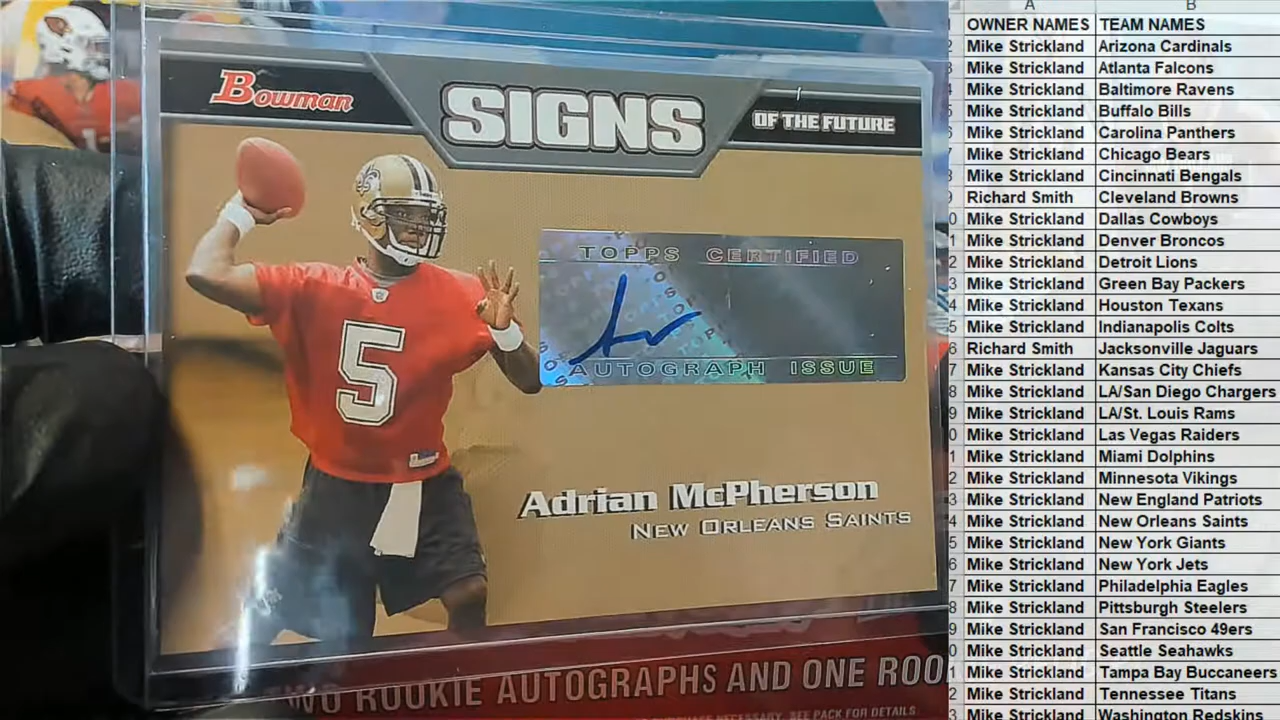 Bowman
SIGNS
OF THE FUTURE
TOPPS CERTIFIED
AUTOGRAPH ISSUE
5
Adrian McPherson
NEW ORLEANS SAINTS
TWO ROOKIE AUTOGRAPHS AND ONE ROO
SEE PACK FOR DETAILS.
A B
OWNER NAMES TEAM NAMES
Mike Strickland Arizona Cardinals
Mike Strickland Atlanta Falcons
Mike Strickland Baltimore Ravens
Mike Strickland Buffalo Bills
Mike Strickland Carolina Panthers
Mike Strickland Chicago Bears
Mike Strickland Cincinnati Bengals
Richard Smith Cleveland Browns
Mike Strickland Dallas Cowboys
Mike Strickland Denver Broncos
Mike Strickland Detroit Lions
Mike Strickland Green Bay Packers
Mike Strickland Houston Texans
Mike Strickland Indianapolis Colts
Richard Smith Jacksonville Jaguars
Mike Strickland Kansas City Chiefs
Mike Strickland LA/San Diego Chargers
Mike Strickland LA/St. Louis Rams
Mike Strickland Las Vegas Raiders
Mike Strickland Miami Dolphins
Mike Strickland Minnesota Vikings
Mike Strickland New England Patriots
Mike Strickland New Orleans Saints
Mike Strickland New York Giants
Mike Strickland New York Jets
Mike Strickland Philadelphia Eagles
Mike Strickland Pittsburgh Steelers
Mike Strickland San Francisco 49ers
Mike Strickland Seattle Seahawks
Mike Strickland Tampa Bay Buccaneers
Mike Strickland Tennessee Titans
Mike Strickland Washington Redskins